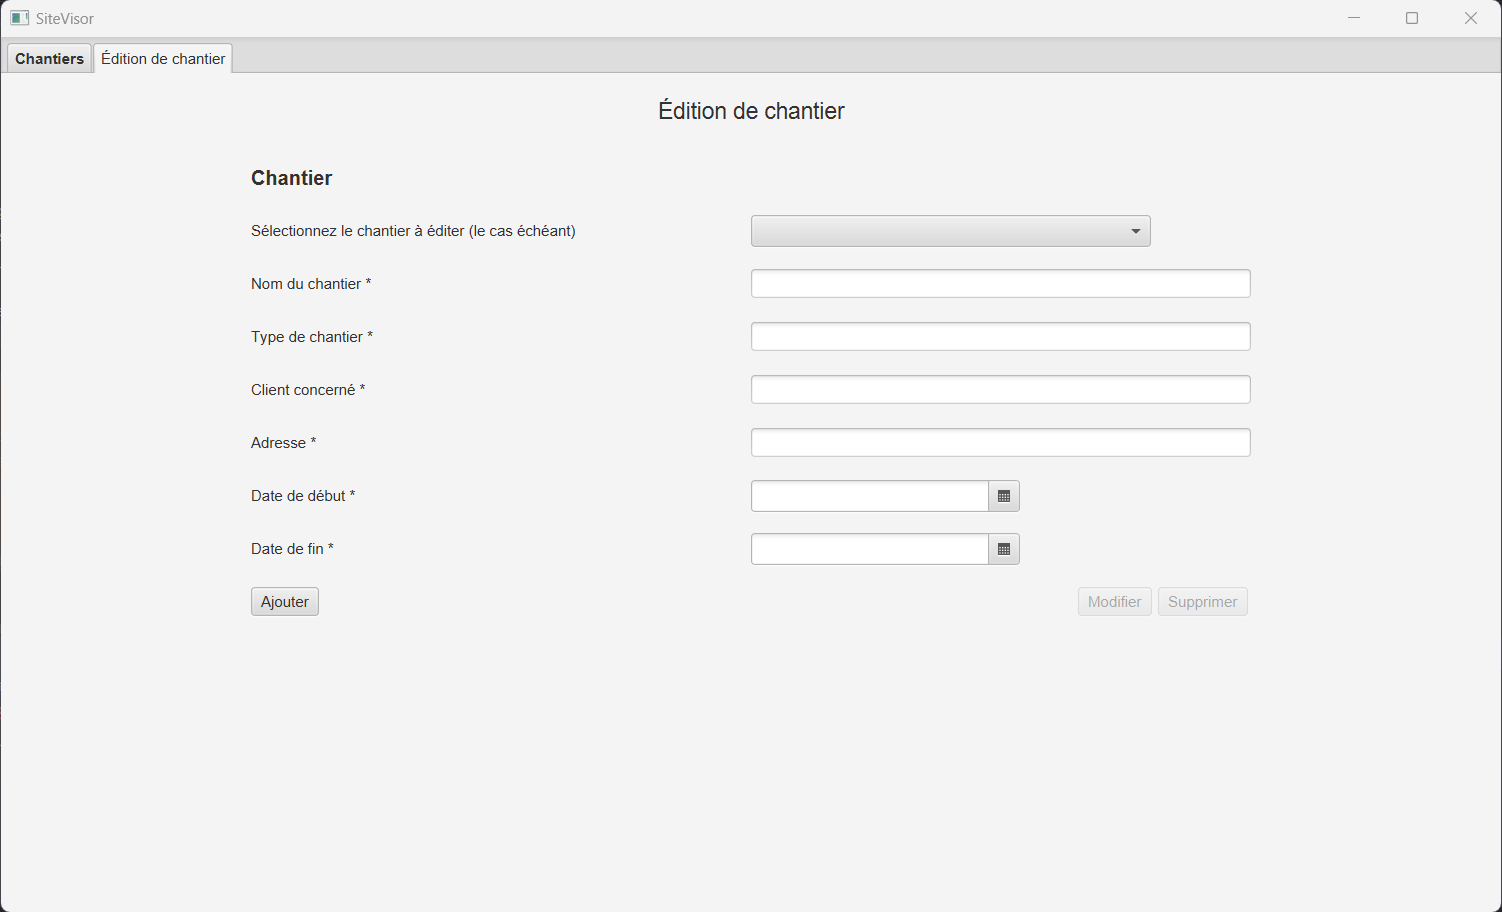 SiteVisor
Chantiers Édition de chantier
Édition de chantier
Chantier
Sélectionnez le chantier à éditer (le cas échéant)
Nom du chantier *
Type de chantier *
Client concerné *
Adresse *
Date de début *
Date de fin *
Ajouter Modifier Supprimer